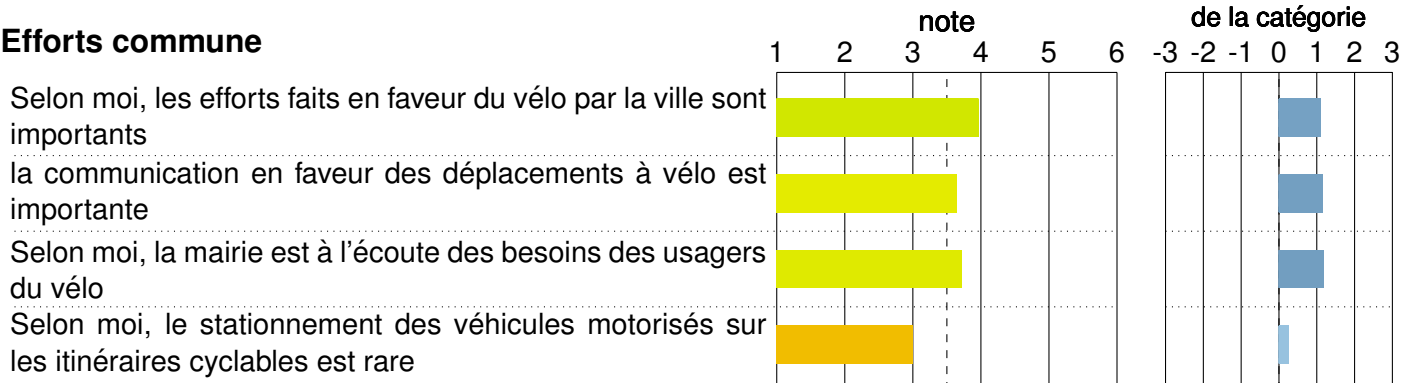 note
de la catégorie
Efforts commune
1 2 3 4 5 6
-3 -2 -1 0 1 2 3
Selon moi, les efforts faits en faveur du vélo par la ville sont
importants
la communication en faveur des déplacements à vélo est
importante
Selon moi, la mairie est à l'écoute des besoins des usagers
du vélo
Selon moi, le stationnement des véhicules motorisés sur
les itinéraires cyclables est rare